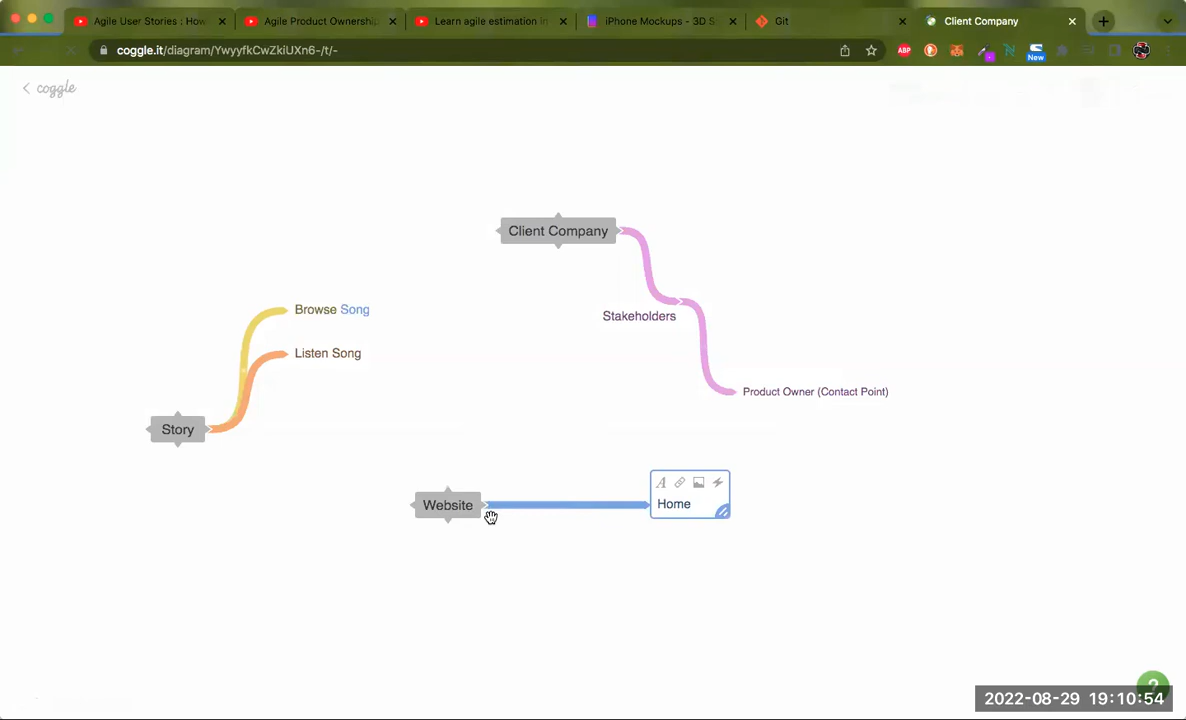 Agile User Stories : How
Agile Product Ownership
Learn agile estimation in
iPhone Mockups - 3D S
Git
Client Company
coggle.it/diagram/YwyyfkCwZkiUXn6-/t/-
ABP
New
coggle
Client Company
Browse Song
Stakeholders
Listen Song
Product Owner (Contact Point)
Story
Website
Home
?
2022-08-29 19:10:54